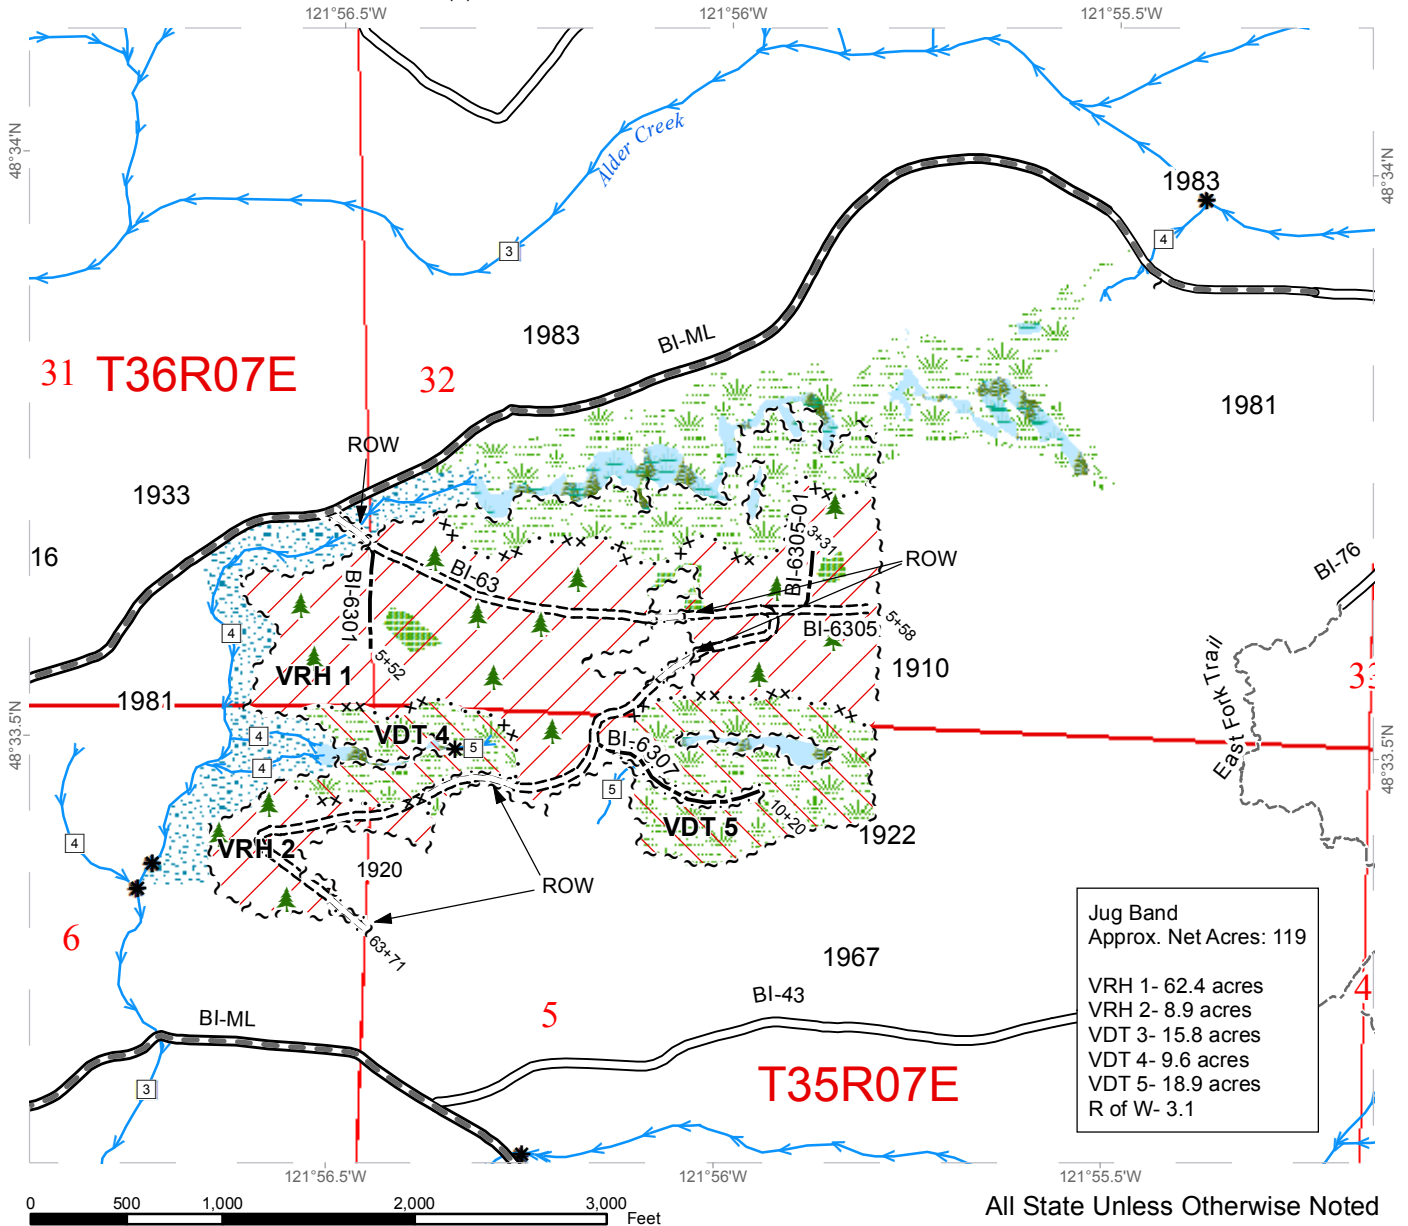 121°56.5'W
121°56'W
121°55.5'W
48°34'N
48°34'N
Alder Creek
1983
4
3
1983
BI-ML
31
T36R07E
32
1981
ROW
1933
16
BI-6305-01
3+31
ROW
BI-63
BI-76
BI-6301
4
BI-6305
5+58
5+52
VRH 1
1910
East Fork Trail
33
1981
48°33.5'N
48°33.5'N
4
VDT 4
5
BI-6307
4
5
10+20
4
VDT 5
1922
VRH 2
1920
ROW
Jug Band
Approx. Net Acres: 119
VRH 1- 62.4 acres
VRH 2- 8.9 acres
VDT 3- 15.8 acres
VDT 4- 9.6 acres
VDT 5- 18.9 acres
R of W- 3.1
6
63+71
1967
4
BI-43
BI-ML
5
3
T35R07E
121°56.5'W
121°56'W
121°55.5'W
0
500
1,000
2,000
3,000
Feet
All State Unless Otherwise Noted